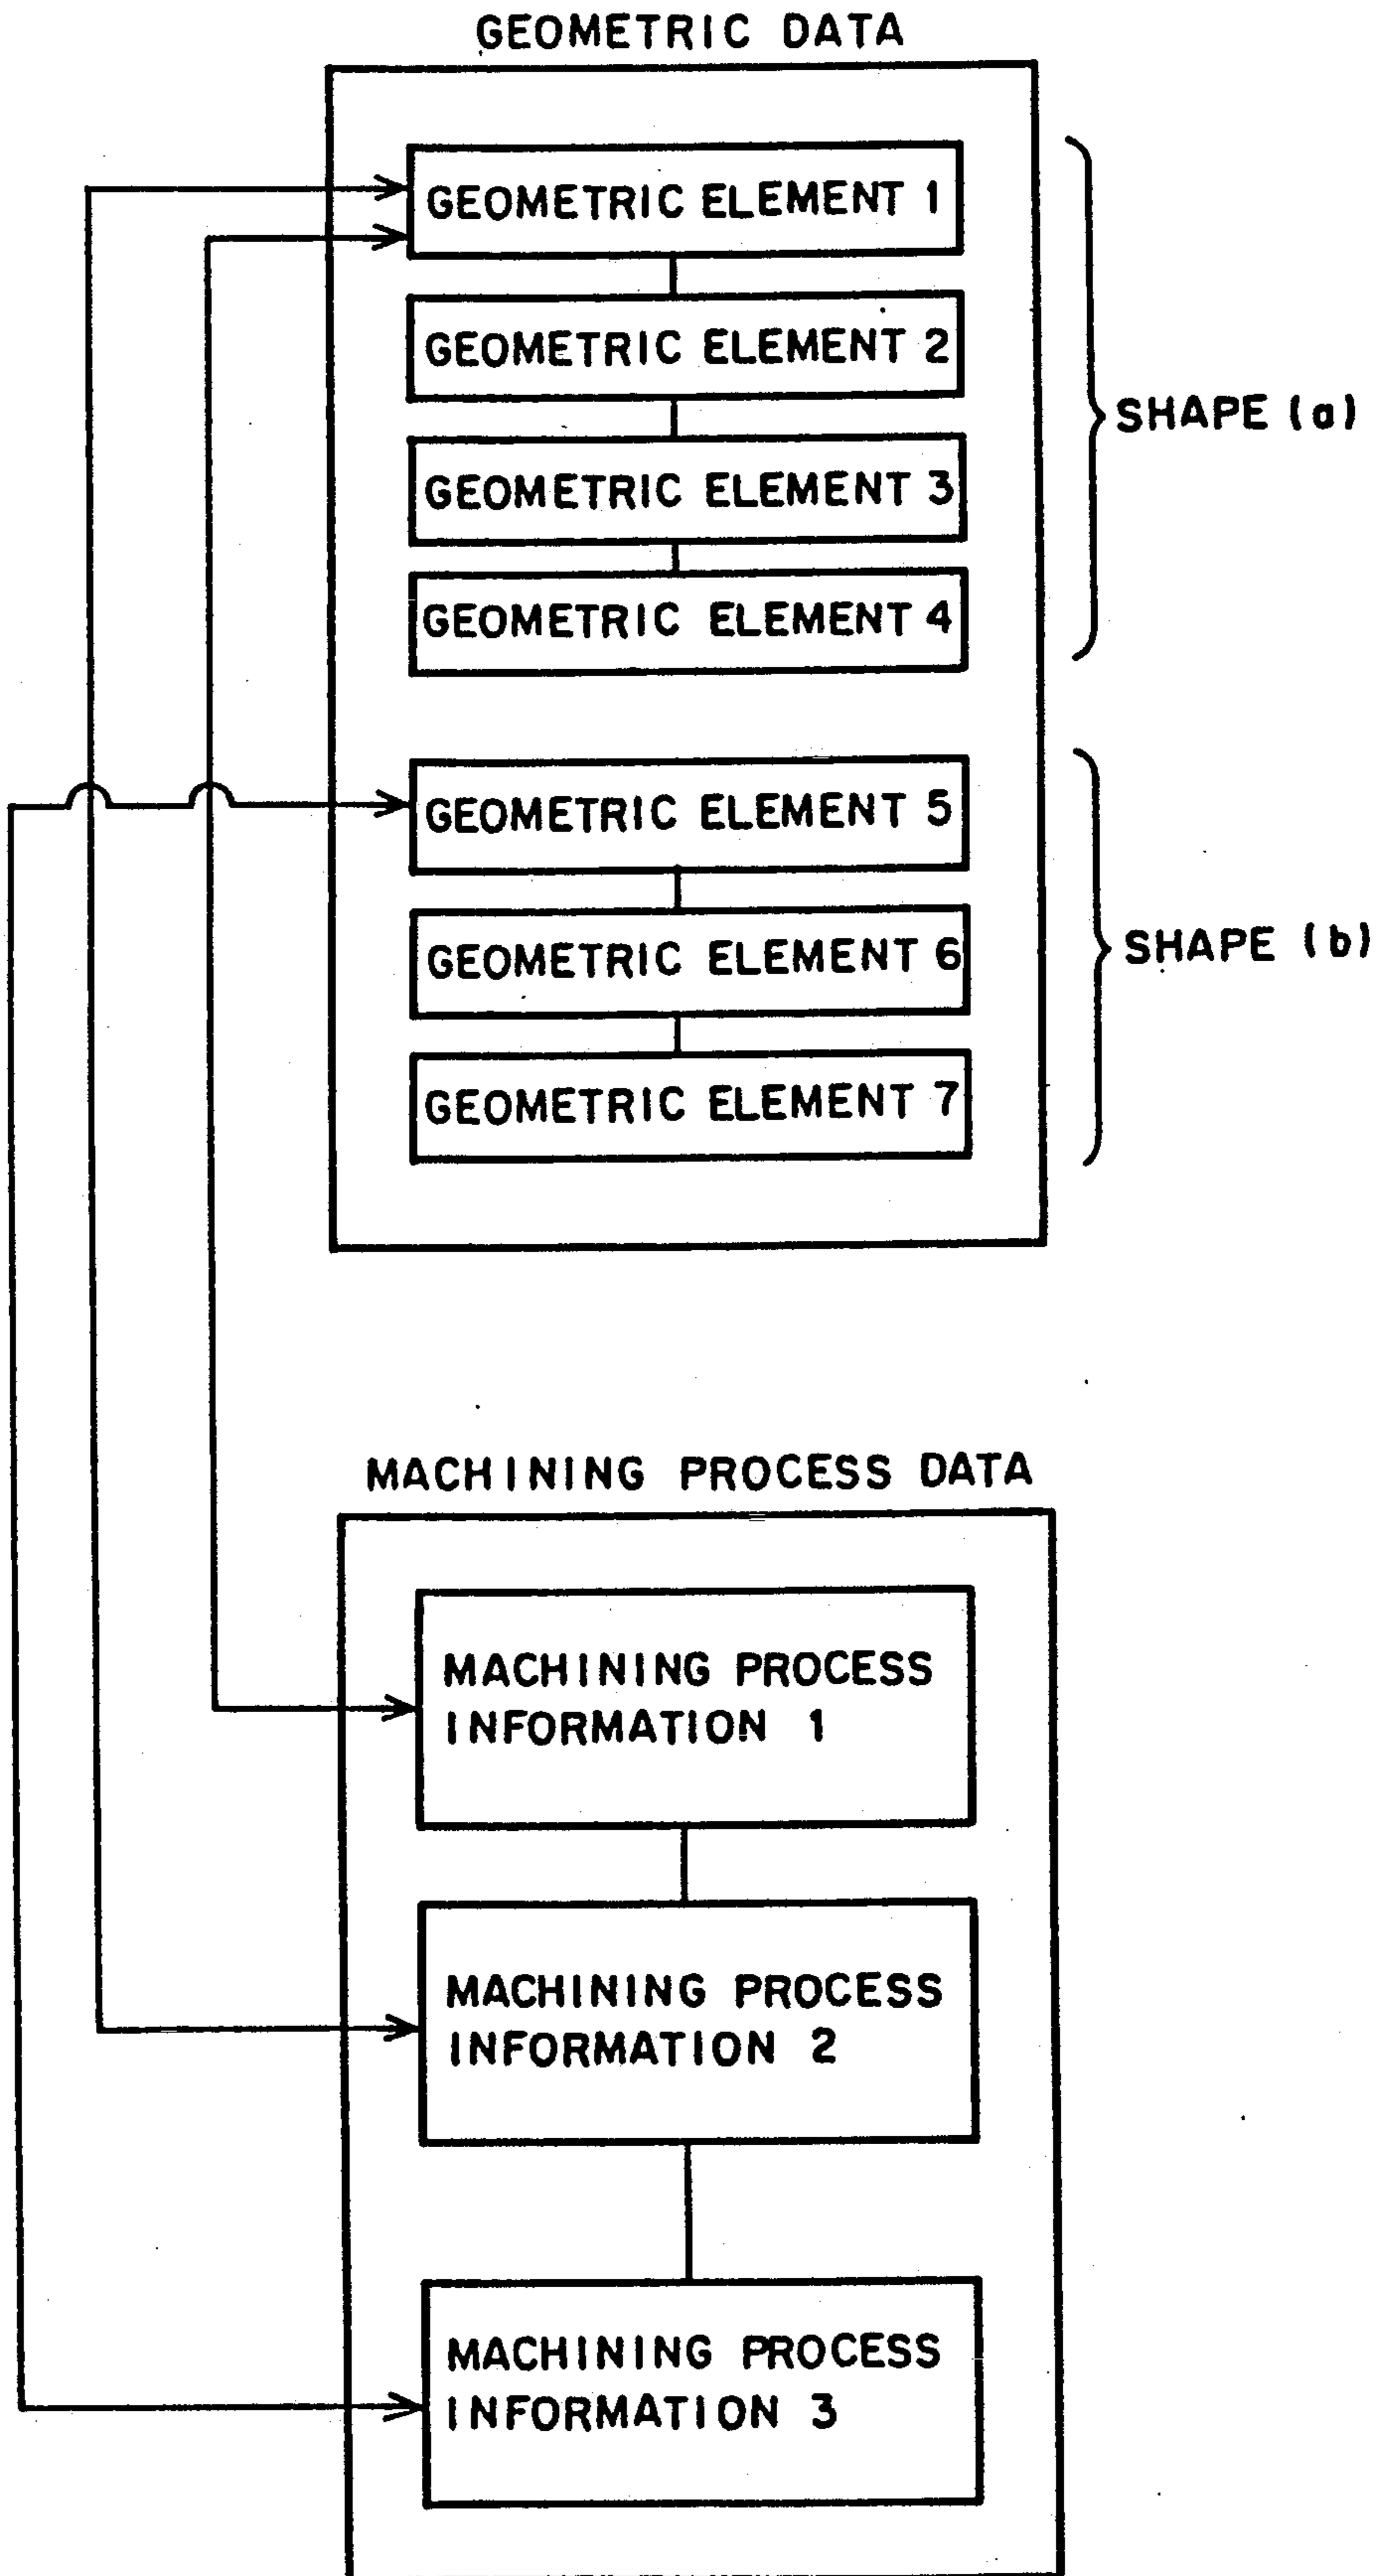 GEOMETRIC DATA
GEOMETRIC ELEMENT 1
GEOMETRIC ELEMENT 2
GEOMETRIC ELEMENT 3
GEOMETRIC ELEMENT 4
SHAPE (a)
GEOMETRIC ELEMENT 5
GEOMETRIC ELEMENT 6
GEOMETRIC ELEMENT 7
SHAPE (b)
MACHINING PROCESS DATA
MACHINING PROCESS
INFORMATION 1
MACHINING PROCESS
INFORMATION 2
MACHINING PROCESS
INFORMATION 3